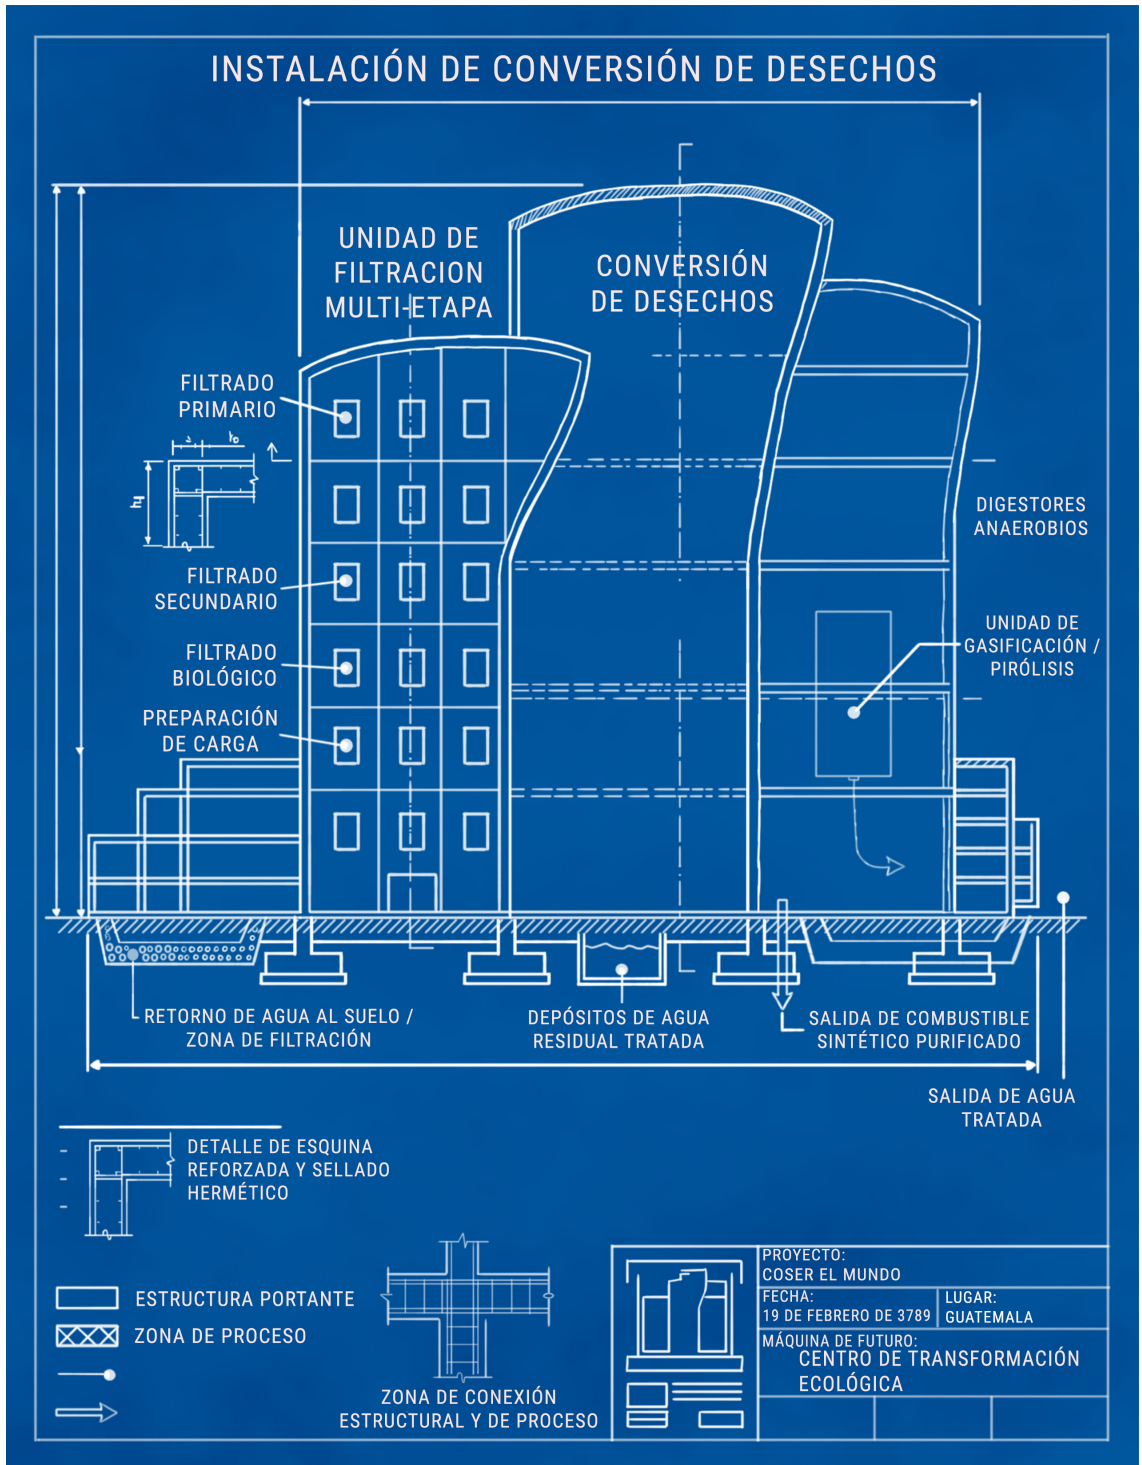 INSTALACIÓN DE CONVERSIÓN DE DESECHOS
UNIDAD DE
FILTRACION
MULTI-ETAPA
CONVERSIÓN
DE DESECHOS
FILTRADO
PRIMARIO
DIGESTORES
ANAEROBIOS
FILTRADO
SECUNDARIO
UNIDAD DE
GASIFICACIÓN /
PIRÓLISIS
FILTRADO
BIOLÓGICO
PREPARACIÓN
DE CARGA
RETORNO DE AGUA AL SUELO /
ZONA DE FILTRACIÓN
DEPÓSITOS DE AGUA
RESIDUAL TRATADA
SALIDA DE COMBUSTIBLE
SINTÉTICO PURIFICADO
SALIDA DE AGUA
TRATADA
DETALLE DE ESQUINA
REFORZADA Y SELLADO
HERMÉTICO
ESTRUCTURA PORTANTE
ZONA DE PROCESO
ZONA DE CONEXIÓN
ESTRUCTURAL Y DE PROCESO
PROYECTO:
COSER EL MUNDO
FECHA:
19 DE FEBRERO DE 3789
LUGAR:
GUATEMALA
MÁQUINA DE FUTURO:
CENTRO DE TRANSFORMACIÓN
ECOLÓGICA